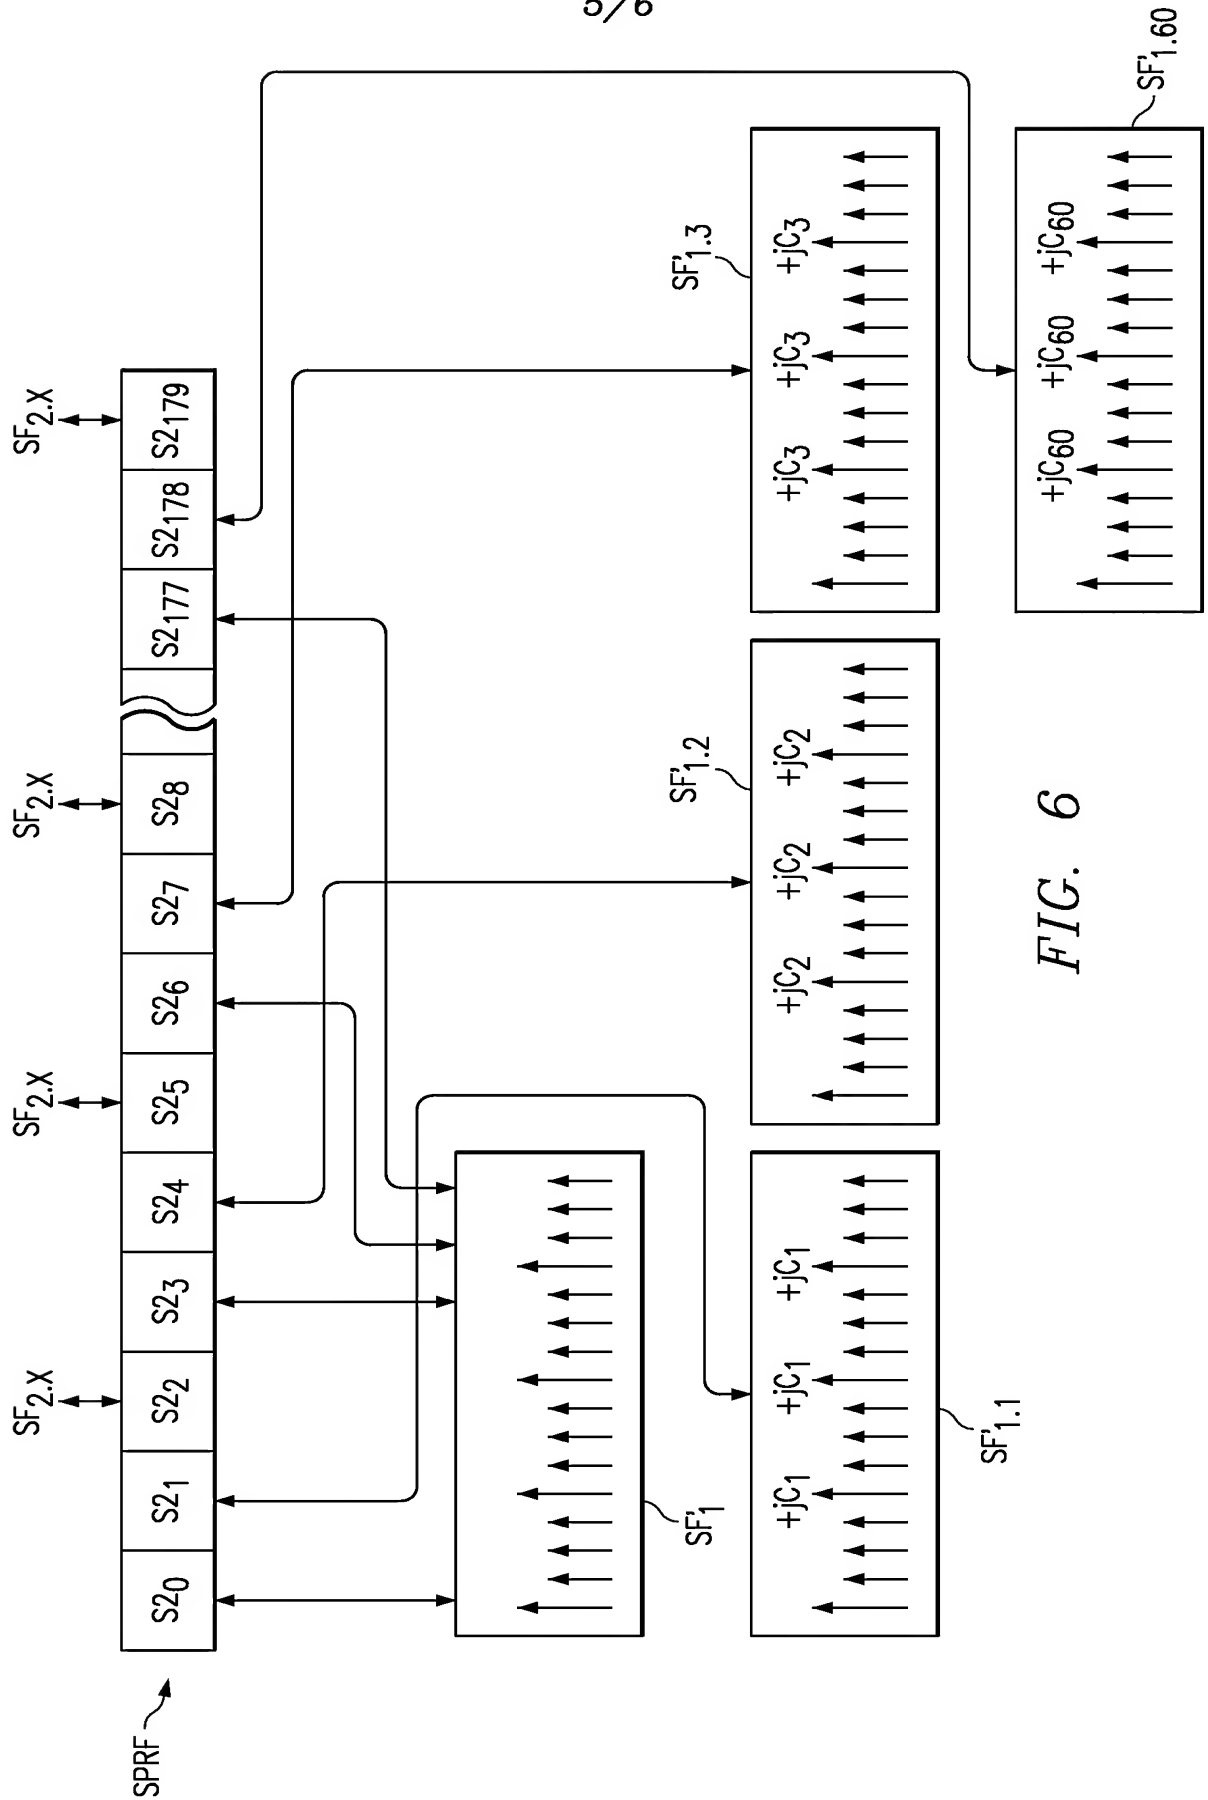 5/6
SF2.X SF2.X SF2.X SF2.X
SPRF
S20 S21 S22 S23 S24 S25 S26 S27 S28 S2177 S2178 S2179
SF'1
SF'1.1
+jC1 +jC1 +jC1
SF'1.2
+jC2 +jC2 +jC2
SF'1.3
+jC3 +jC3 +jC3
SF'1.60
+jC60 +jC60 +jC60
FIG. 6